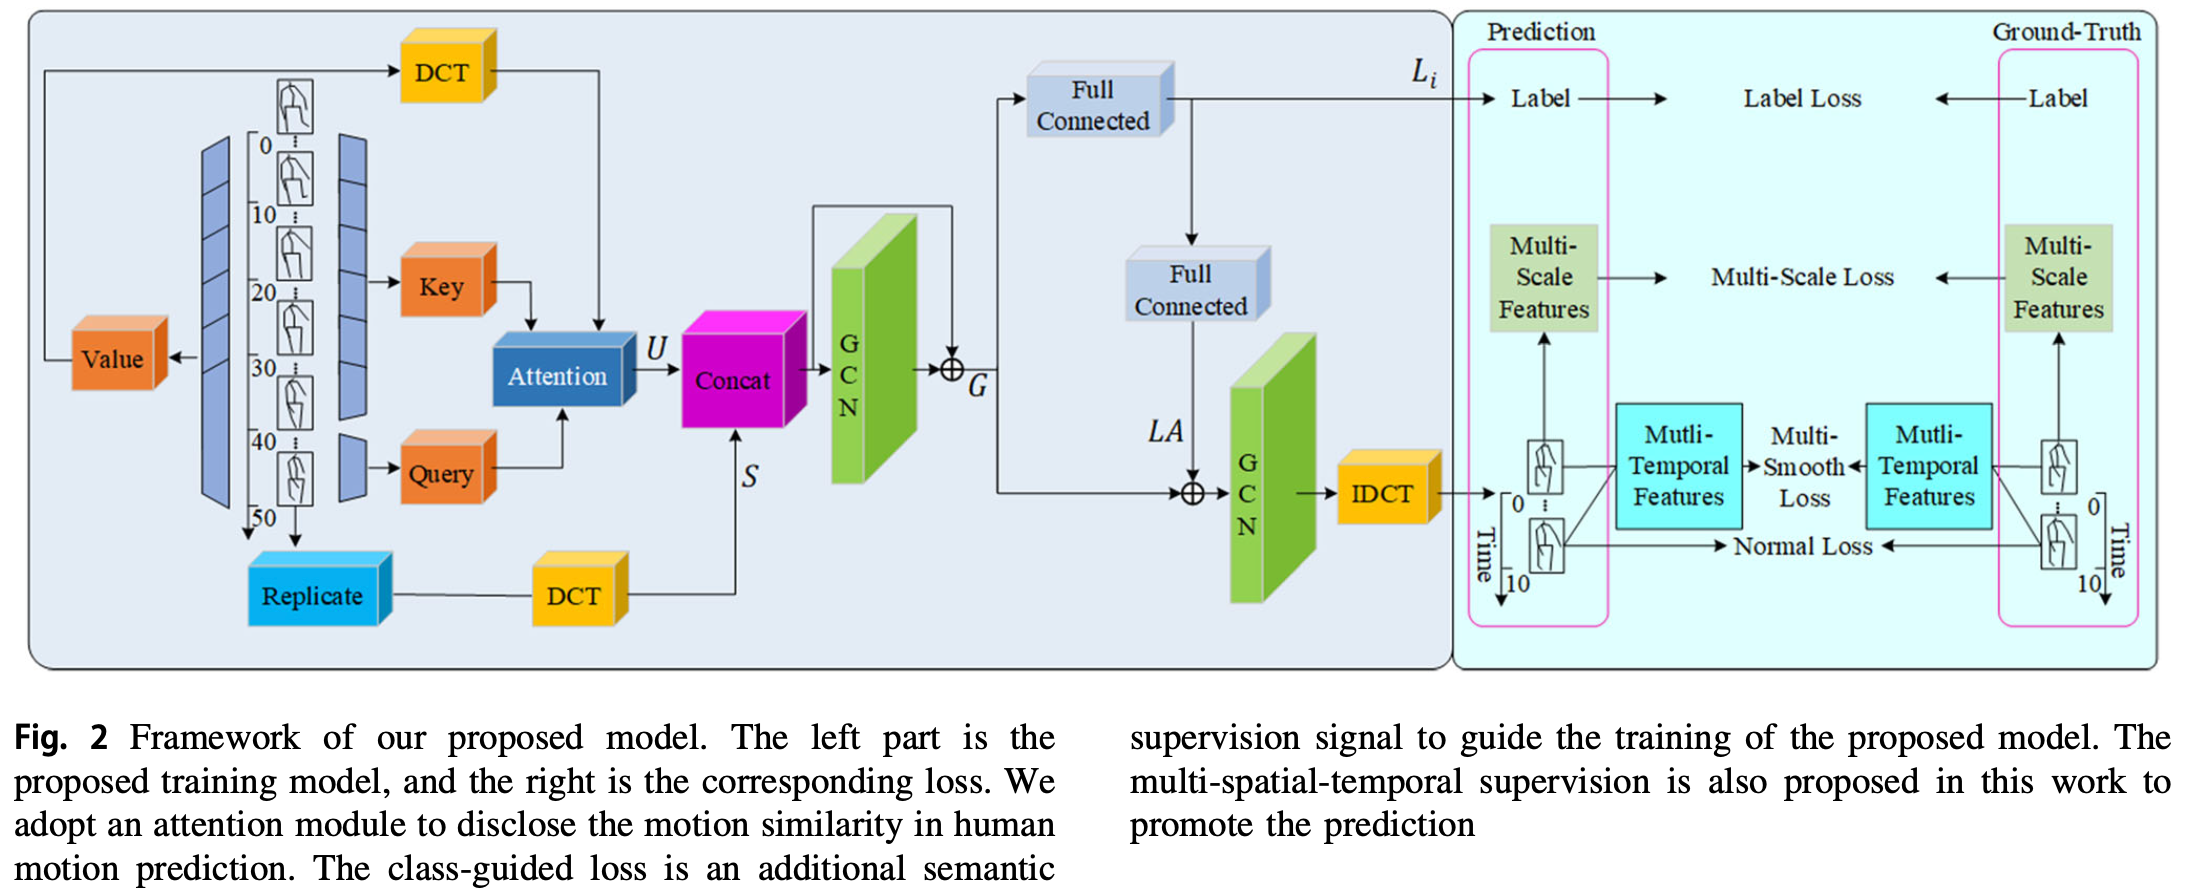 DCT
0
10
20
30
40
50
Value
Key
Query
Attention
U
Concat
S
Replicate
DCT
G
C
N
G
Full
Connected
L_i
Full
Connected
LA
G
C
N
IDCT
Prediction
Ground-Truth
Label
Label Loss
Label
Multi-
Scale
Features
Multi-Scale Loss
Multi-
Scale
Features
Mutli-
Temporal
Features
Multi-
Smooth
Loss
Mutli-
Temporal
Features
Normal Loss
0
10
Time
0
10
Time
Fig. 2 Framework of our proposed model. The left part is the
proposed training model, and the right is the corresponding loss. We
adopt an attention module to disclose the motion similarity in human
motion prediction. The class-guided loss is an additional semantic
supervision signal to guide the training of the proposed model. The
multi-spatial-temporal supervision is also proposed in this work to
promote the prediction